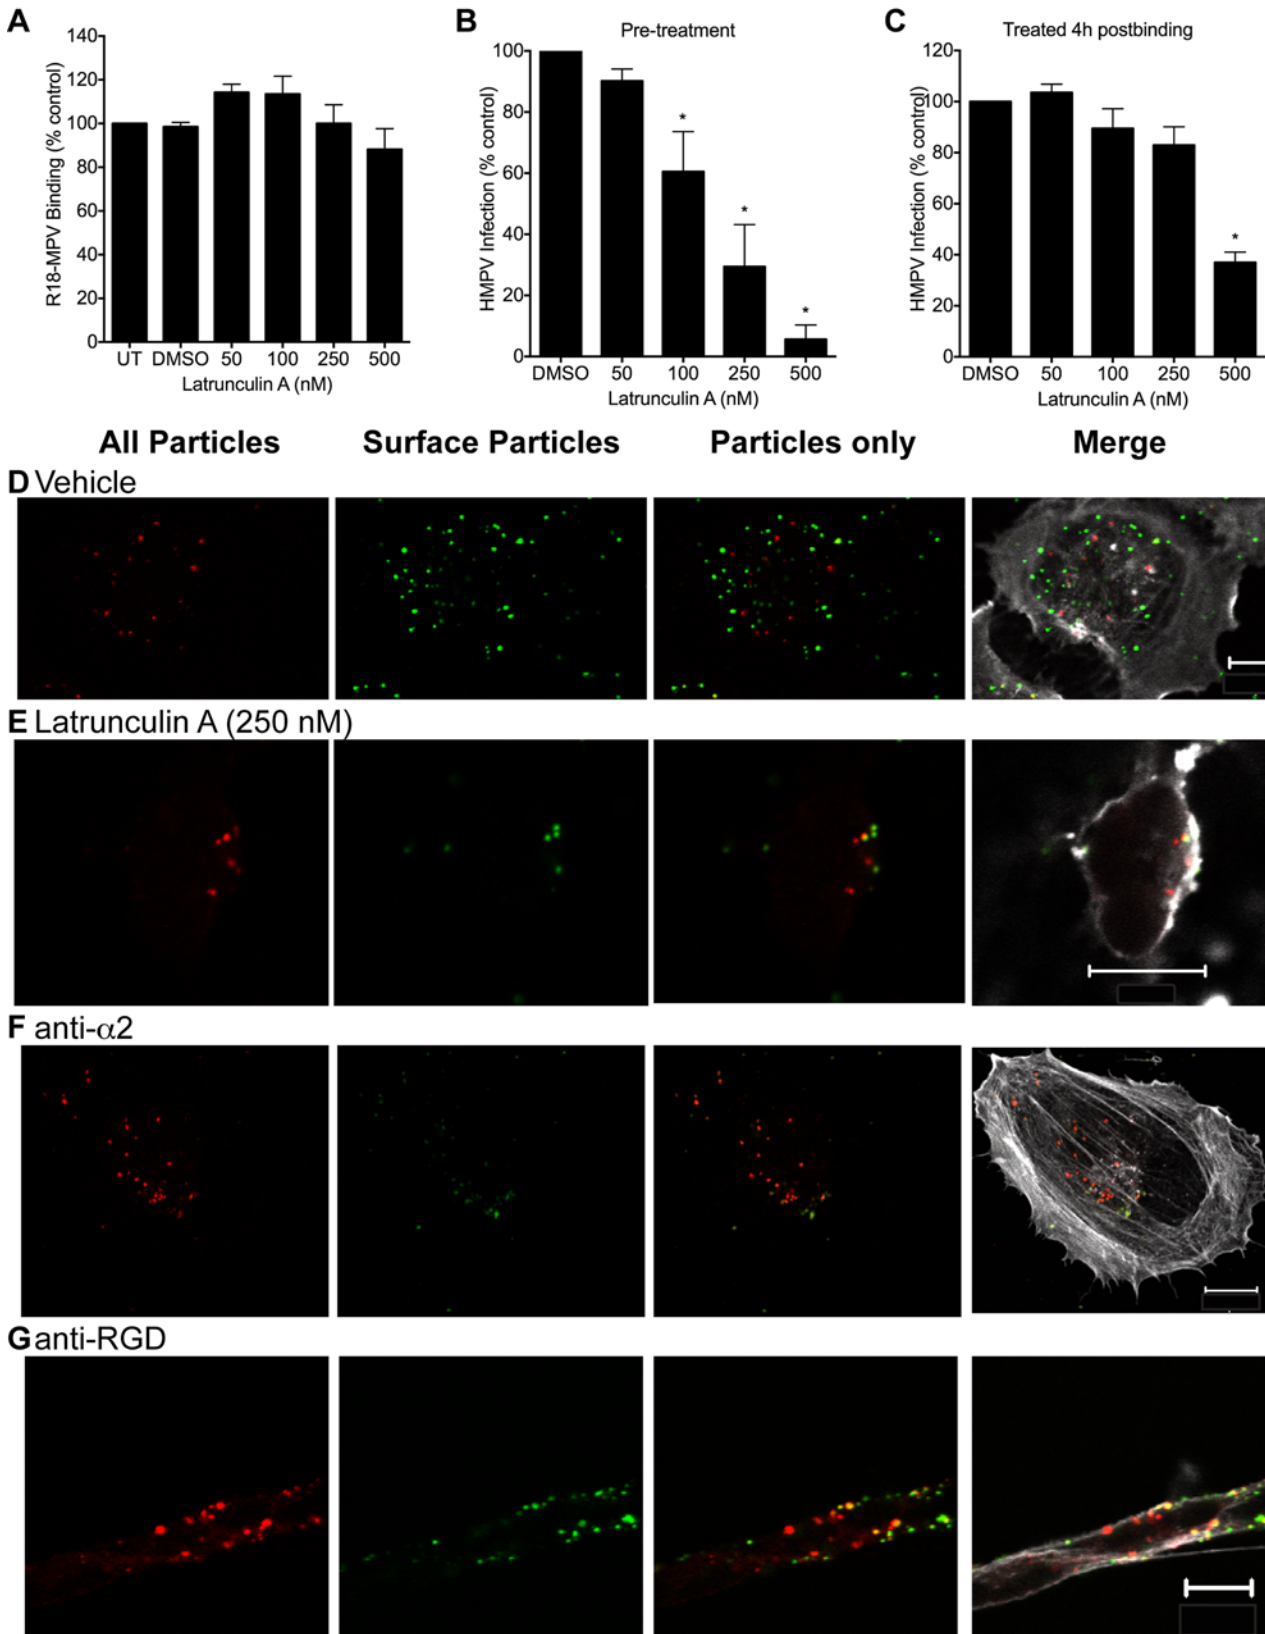 A
140
120
100
80
60
40
20
0
R18-MPV Binding (% control)
UT DMSO 50 100 250 500
Latrunculin A (nM)
B
Pre-treatment
100
80
60
40
20
0
HMPV Infection (% control)
* * *
DMSO 50 100 250 500
Latrunculin A (nM)
C
Treated 4h postbinding
120
100
80
60
40
20
0
HMPV Infection (% control)
*
DMSO 50 100 250 500
Latrunculin A (nM)
All Particles Surface Particles Particles only Merge
D Vehicle
E Latrunculin A (250 nM)
F anti-α2
G anti-RGD